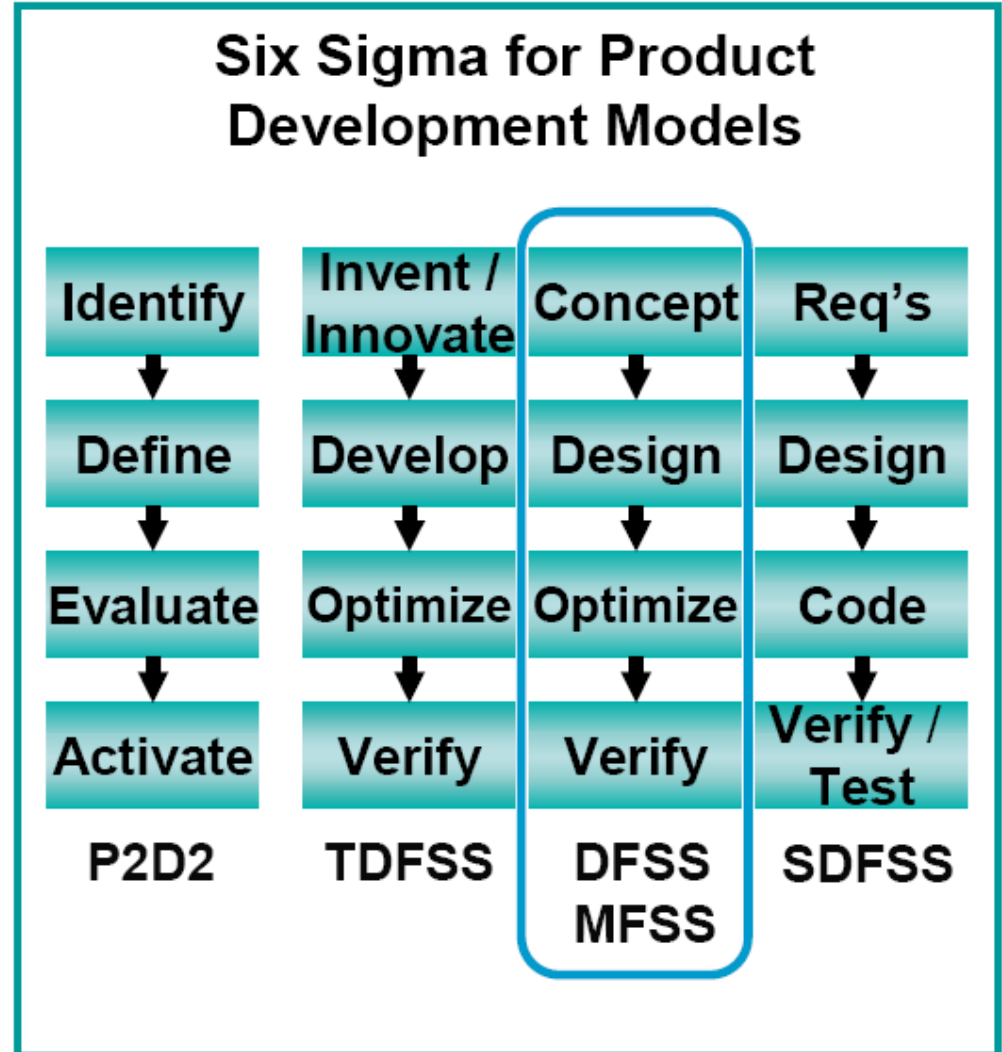 Six Sigma for Product
Development Models
Identify
Define
Evaluate
Activate
P2D2
Invent /
Innovate
Develop
Optimize
Verify
TDFSS
Concept
Design
Optimize
Verify
DFSS
MFSS
Req's
Design
Code
Verify /
Test
SDFSS